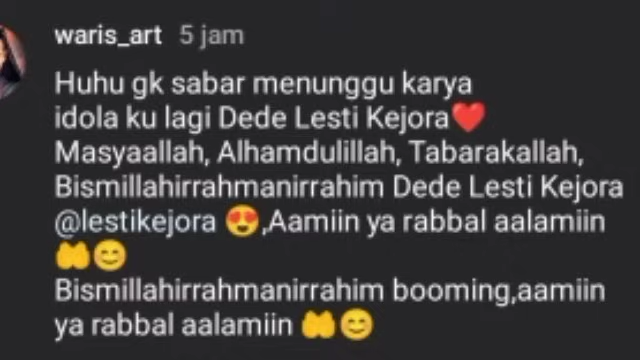 waris_art 5 jam
Huhu gk sabar menunggu karya
idola ku lagi Dede Lesti Kejora❤️
Masyaallah, Alhamdulillah, Tabarakallah,
Bismillahirrahmanirrahim Dede Lesti Kejora
@lestikejora 😍,Aamiin ya rabbal aalamiin
🤲😊
Bismillahirrahmanirrahim booming,aamiin
ya rabbal aalamiin 🤲😊